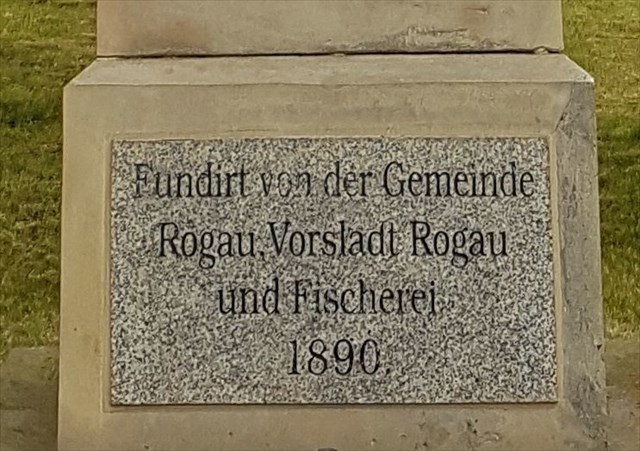 Fundirt von der Gemeinde
Rogau, Vorstadt Rogau
und Fischerei
1890.